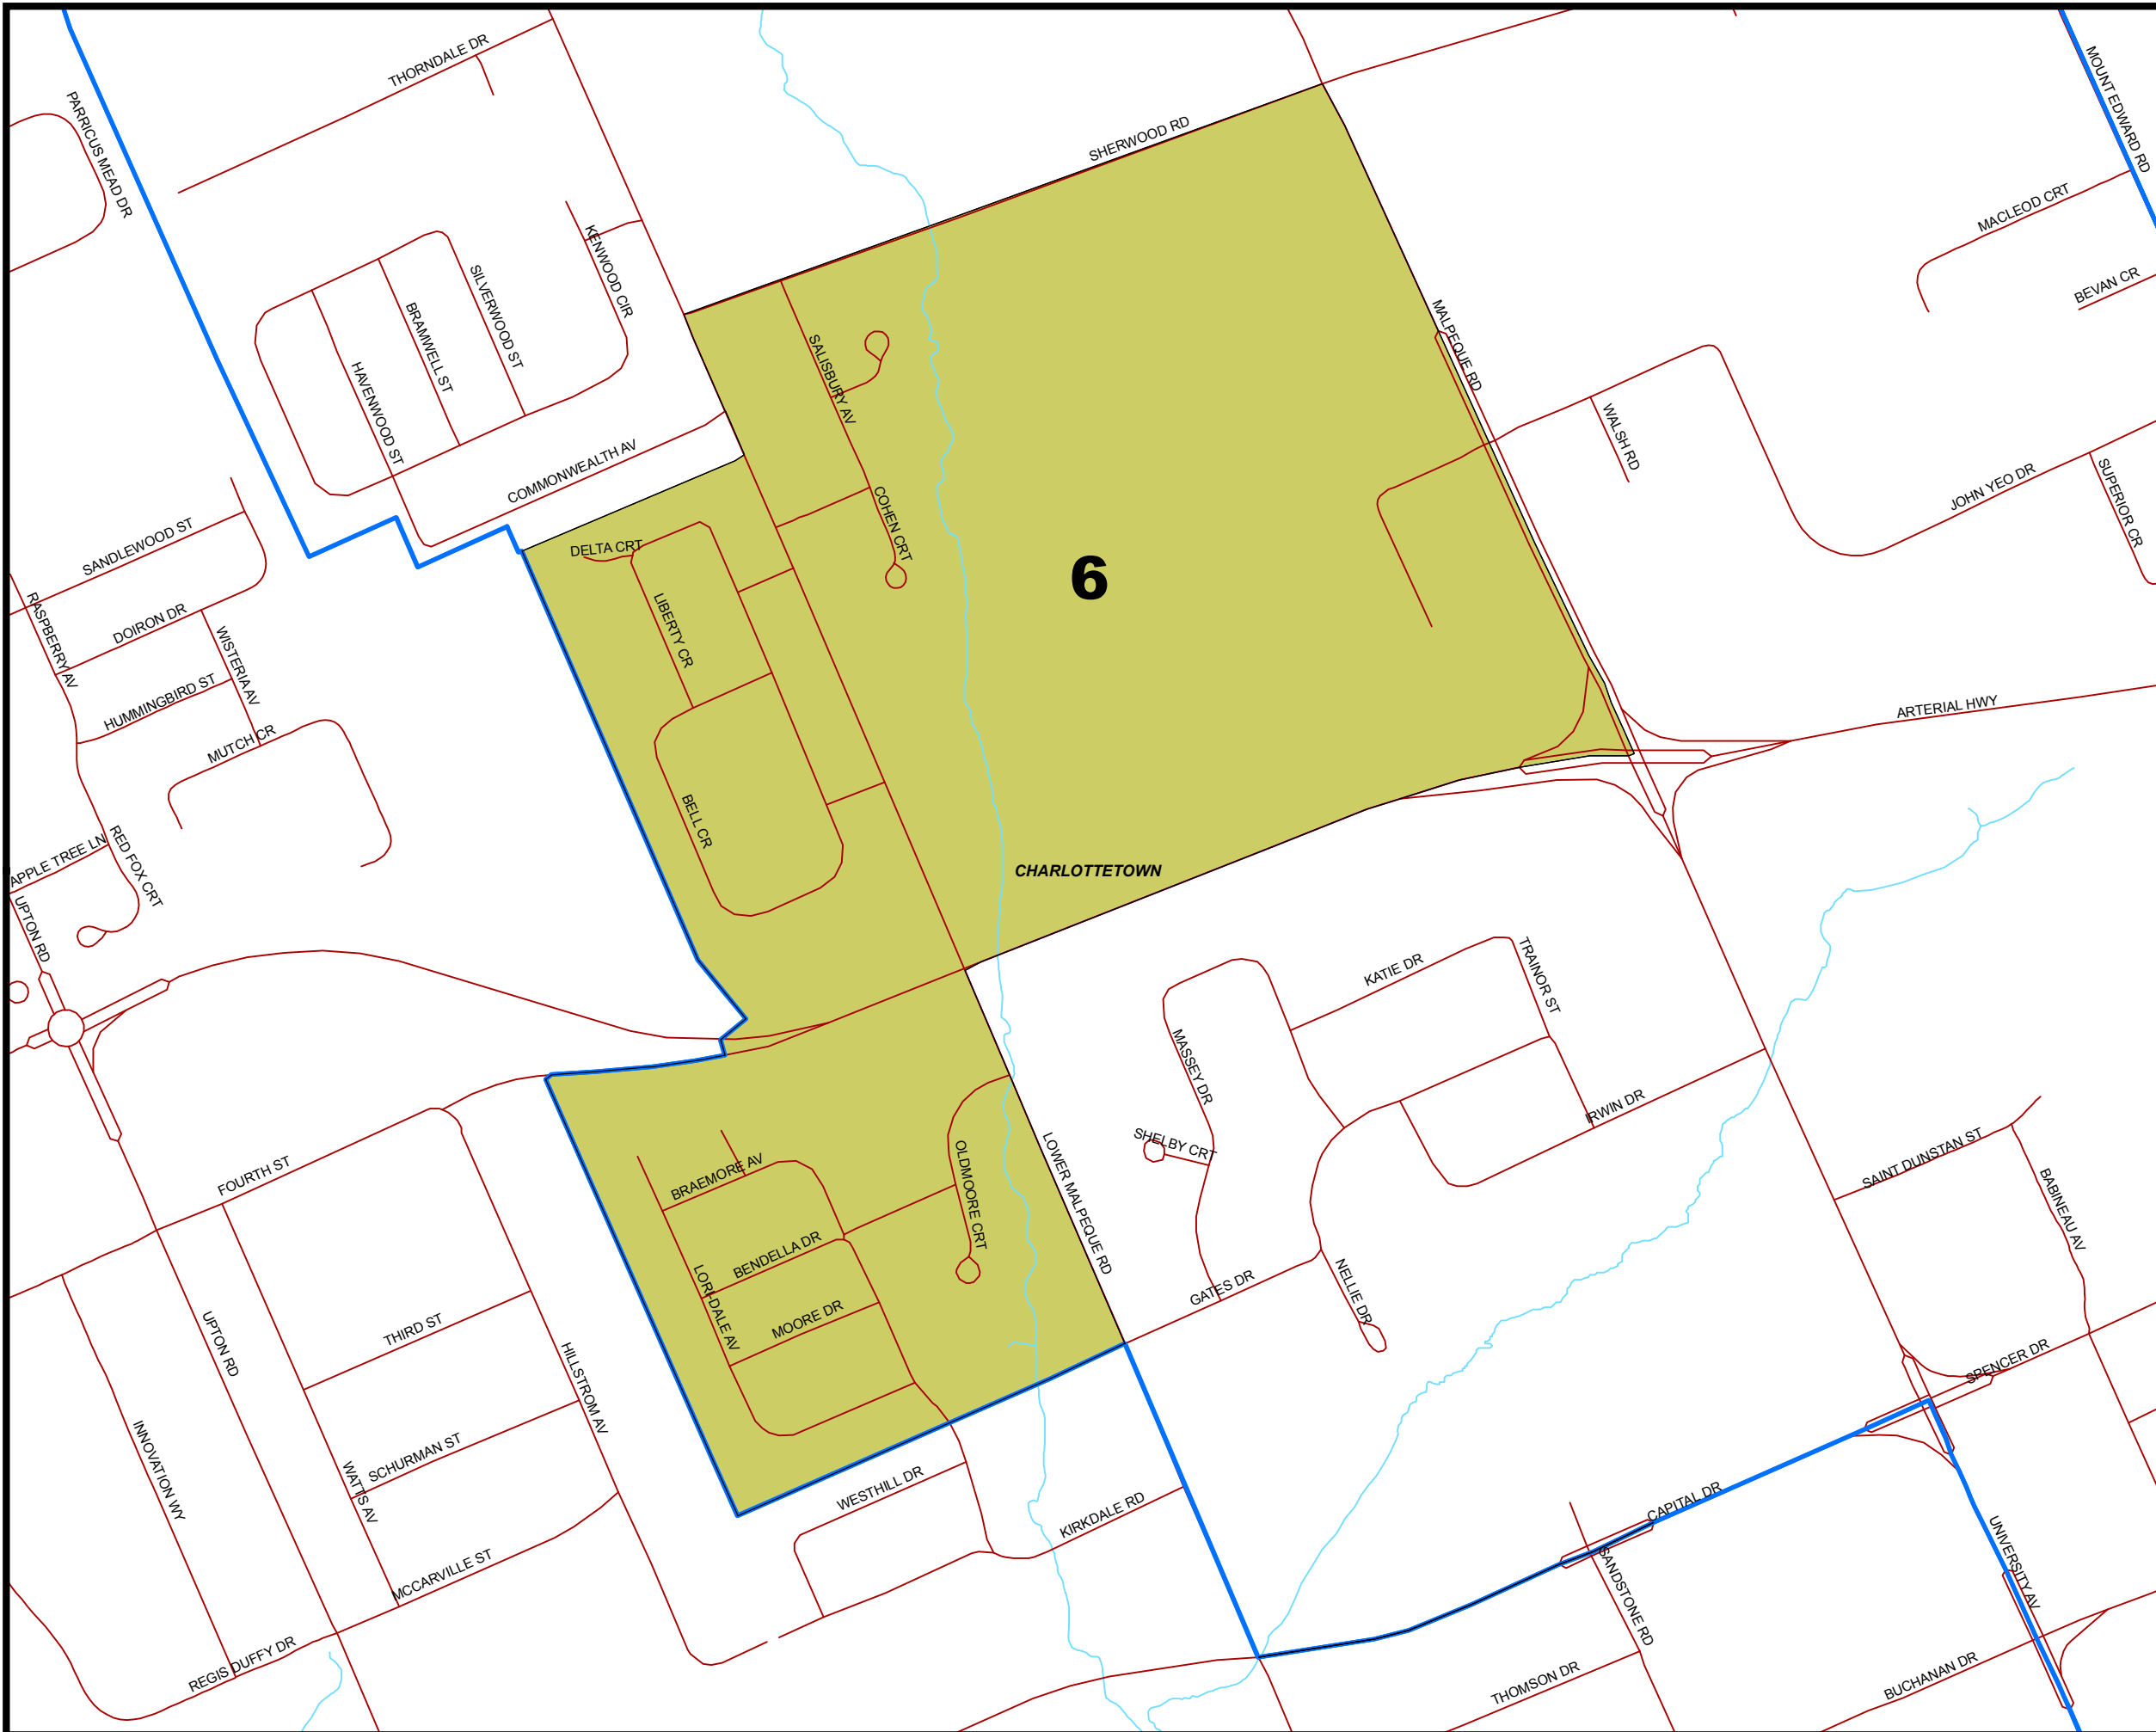 THORNDALE DR
MOUNT EDWARD RD
PARRICUS MEAD DR
SHERWOOD RD
MACLEOD CRT
KENWOOD CIR
SILVERWOOD ST
BEVAN CR
BRAMWELL ST
MALPEQUE RD
SALISBURY AV
HAVENWOOD ST
WALSH RD
COMMONWEALTH AV
JOHN YEO DR
SUPERIOR CR
COHEN CRT
SANDLEWOOD ST
DELTA CRT
6
RASPBERRY AV
LIBERTY CR
DOIRON DR
WISTERIA AV
HUMMINGBIRD ST
ARTERIAL HWY
MUTCH CR
BELL CR
RED FOX CRT
APPLE TREE LN
CHARLOTTETOWN
UPTON RD
TRAINOR ST
KATIE DR
MASSEY DR
IRWIN DR
SHELBY CRT
SAINT DUNSTAN ST
LOWER MALPEQUE RD
OLDMOORE CRT
BRAEMORE AV
FOURTH ST
BABINEAU AV
BENDELLA DR
NELLIE DR
GATES DR
LORI-DALE AV
MOORE DR
UPTON RD
THIRD ST
HILLSTROM AV
SPENCER DR
INNOVATION WY
SCHURMAN ST
WATTS AV
WESTHILL DR
KIRKDALE RD
CAPITAL DR
UNIVERSITY AV
SANDSTONE RD
MCCARVILLE ST
REGIS DUFFY DR
THOMSON DR
BUCHANAN DR